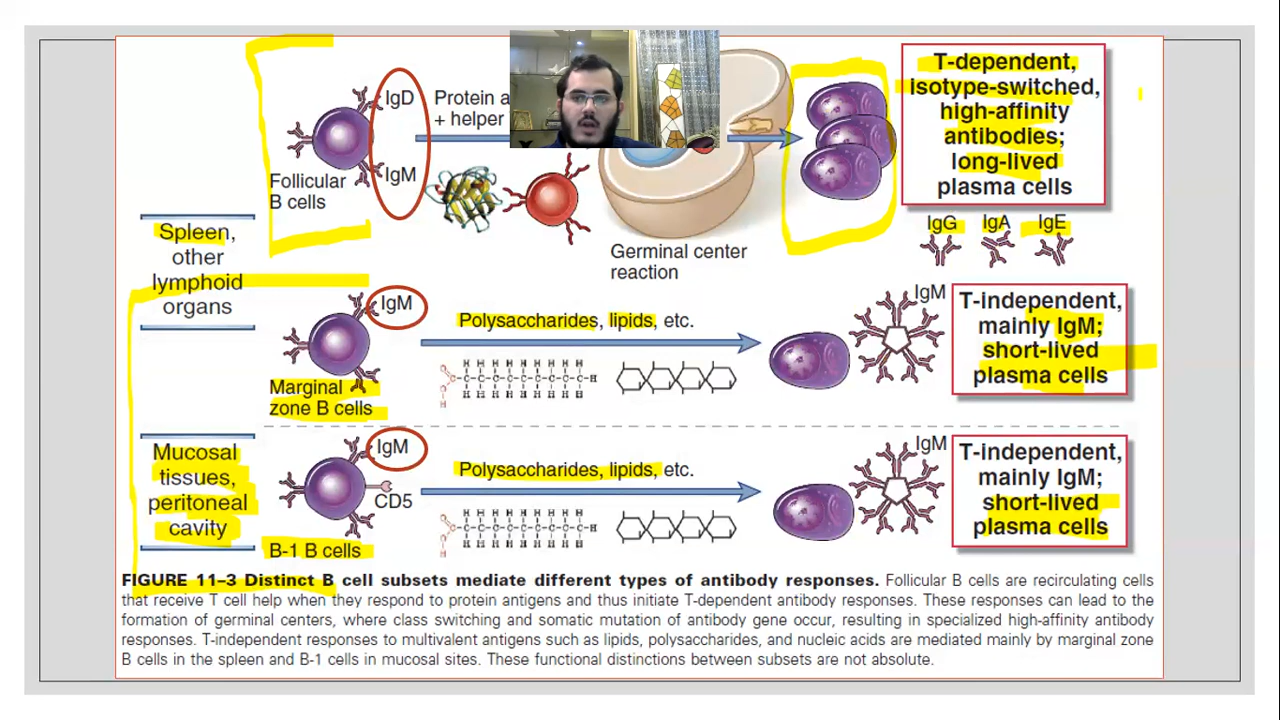 IgD
Protein a
+ helper
IgM
Follicular
B cells
Germinal center
reaction
T-dependent,
isotype-switched,
high-affinity
antibodies;
long-lived
plasma cells
IgG IgA IgE
Spleen,
other
lymphoid
organs
IgM
Marginal
zone B cells
Polysaccharides, lipids, etc.
H H H H H H H H H
O
C-C-C-C-C-C-C-C-C-C-H
O
H
H H H H H H H H H
IgM
T-independent,
mainly IgM;
short-lived
plasma cells
Mucosal
tissues,
peritoneal
cavity
IgM
CD5
B-1 B cells
Polysaccharides, lipids, etc.
H H H H H H H H H
O
C-C-C-C-C-C-C-C-C-C-H
O
H
H H H H H H H H H
IgM
T-independent,
mainly IgM;
short-lived
plasma cells
FIGURE 11–3 Distinct B cell subsets mediate different types of antibody responses. Follicular B cells are recirculating cells
that receive T cell help when they respond to protein antigens and thus initiate T-dependent antibody responses. These responses can lead to the
formation of germinal centers, where class switching and somatic mutation of antibody gene occur, resulting in specialized high-affinity antibody
responses. T-independent responses to multivalent antigens such as lipids, polysaccharides, and nucleic acids are mediated mainly by marginal zone
B cells in the spleen and B-1 cells in mucosal sites. These functional distinctions between subsets are not absolute.